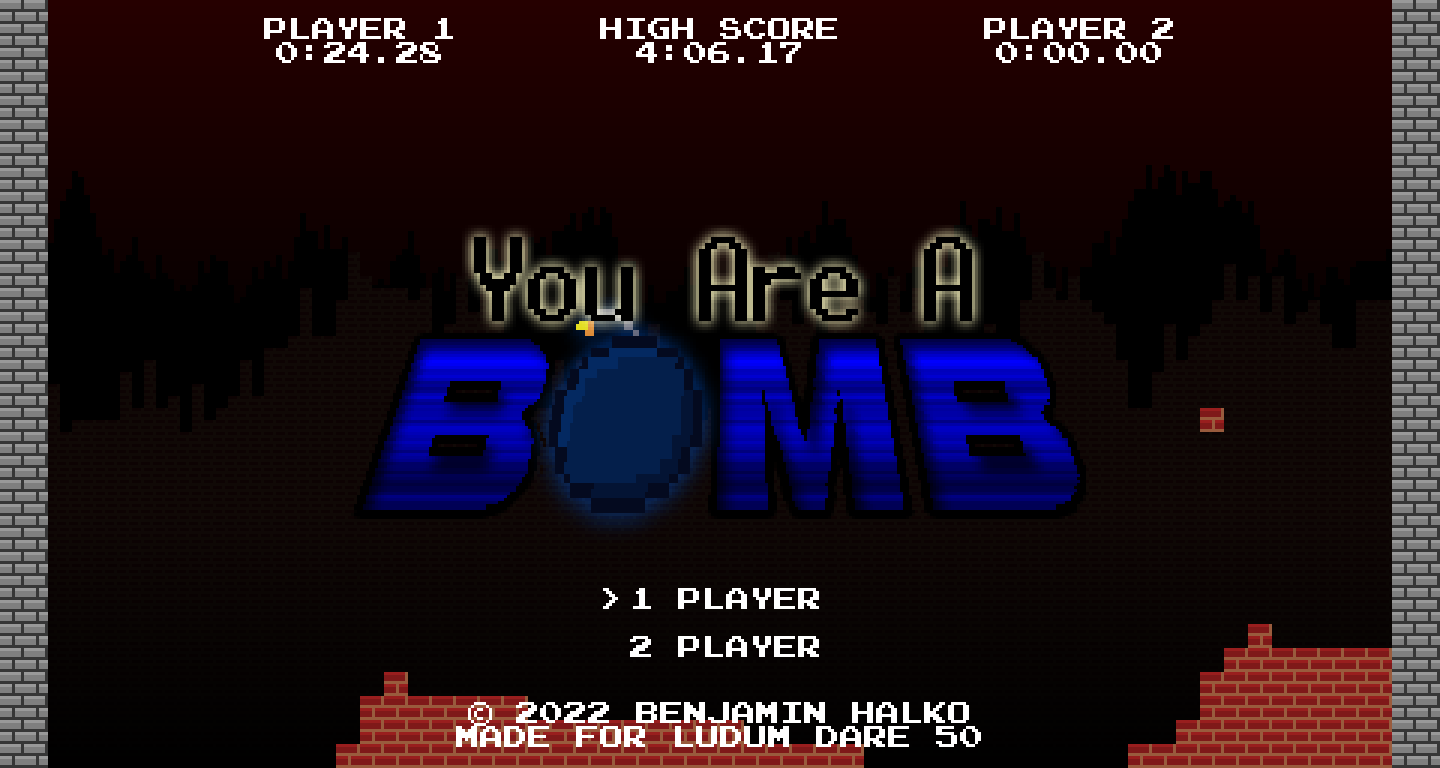 PLAYER 1 HIGH SCORE PLAYER 2
0:24.28 4:06.17 0:00.00
You Are A
BOMB
> 1 PLAYER
2 PLAYER
© 2022 BENJAMIN HALKO
MADE FOR LUDUM DARE 50